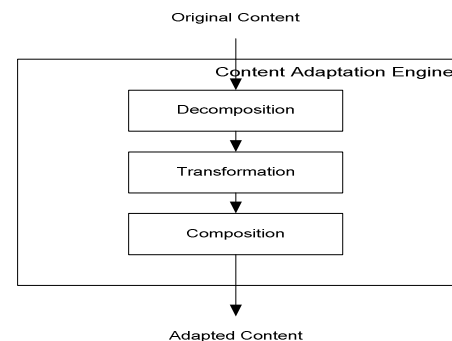 Original Content
Content Adaptation Engine
Decomposition
Transformation
Composition
Adapted Content